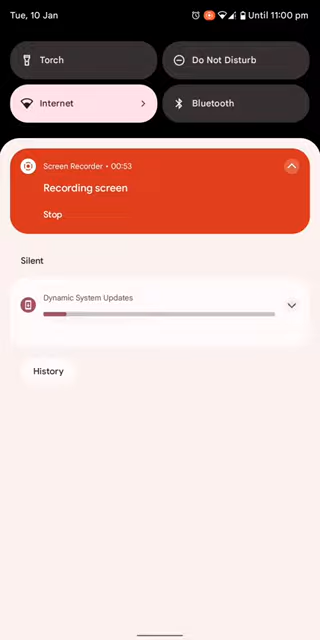 Tue, 10 Jan
Until 11:00 pm
Torch
Do Not Disturb
Internet
Bluetooth
Screen Recorder • 00:53
Recording screen
Stop
Silent
Dynamic System Updates
History